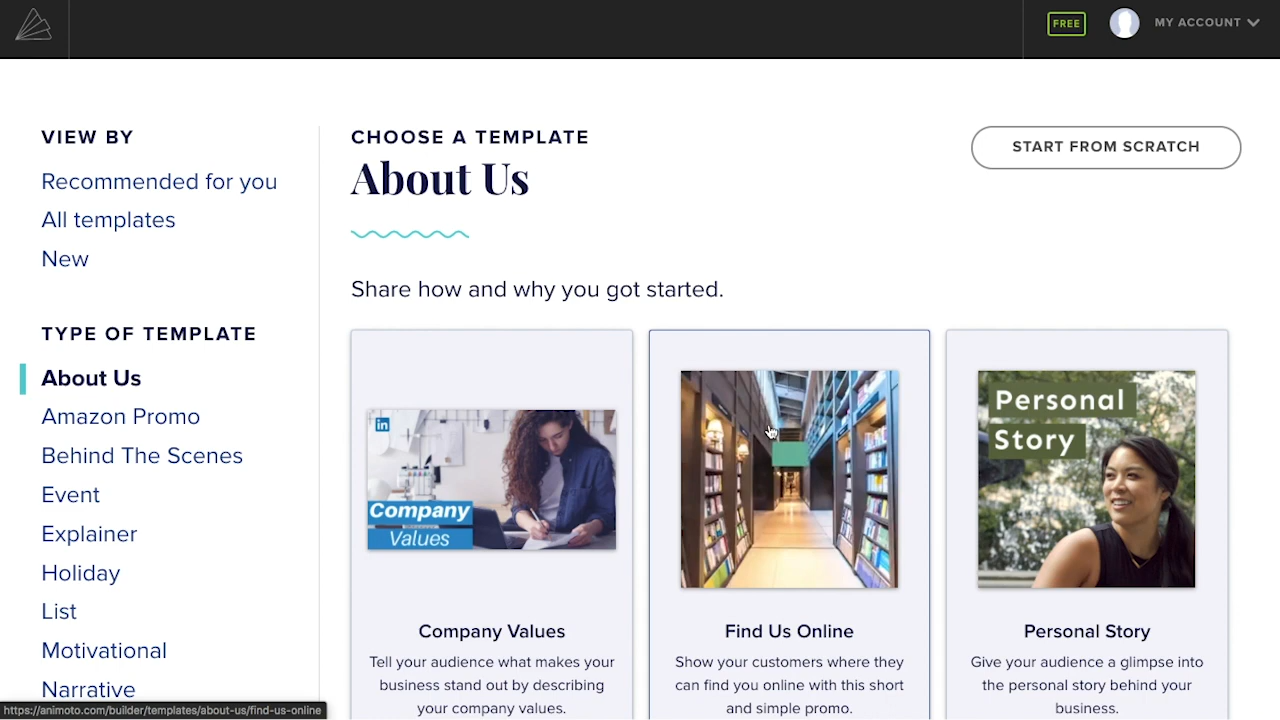 FREE
MY ACCOUNT
VIEW BY
Recommended for you
All templates
New
TYPE OF TEMPLATE
About Us
Amazon Promo
Behind The Scenes
Event
Explainer
Holiday
List
Motivational
Narrative
https://animoto.com/builder/templates/about-us/find-us-online
CHOOSE A TEMPLATE
About Us
START FROM SCRATCH
Share how and why you got started.
in
Company
Values
Company Values
Tell your audience what makes your
business stand out by describing
your company values.
Find Us Online
Show your customers where they
can find you online with this short
and simple promo.
Personal
Story
Personal Story
Give your audience a glimpse into
the personal story behind your
business.